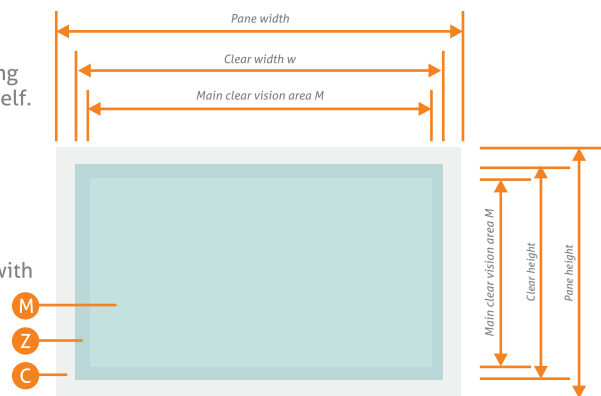 Pane width
Clear width w
ng
elf.
Main clear vision area M
with
M
Z
C
Main clear vision area M
Clear height
Pane height